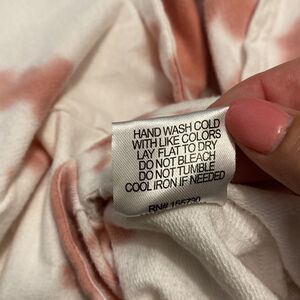 HAND WASH COLD
WITH LIKE COLORS
LAY FLAT TO DRY
DO NOT BLEACH
DO NOT TUMBLE
COOL IRON IF NEEDED
RN#